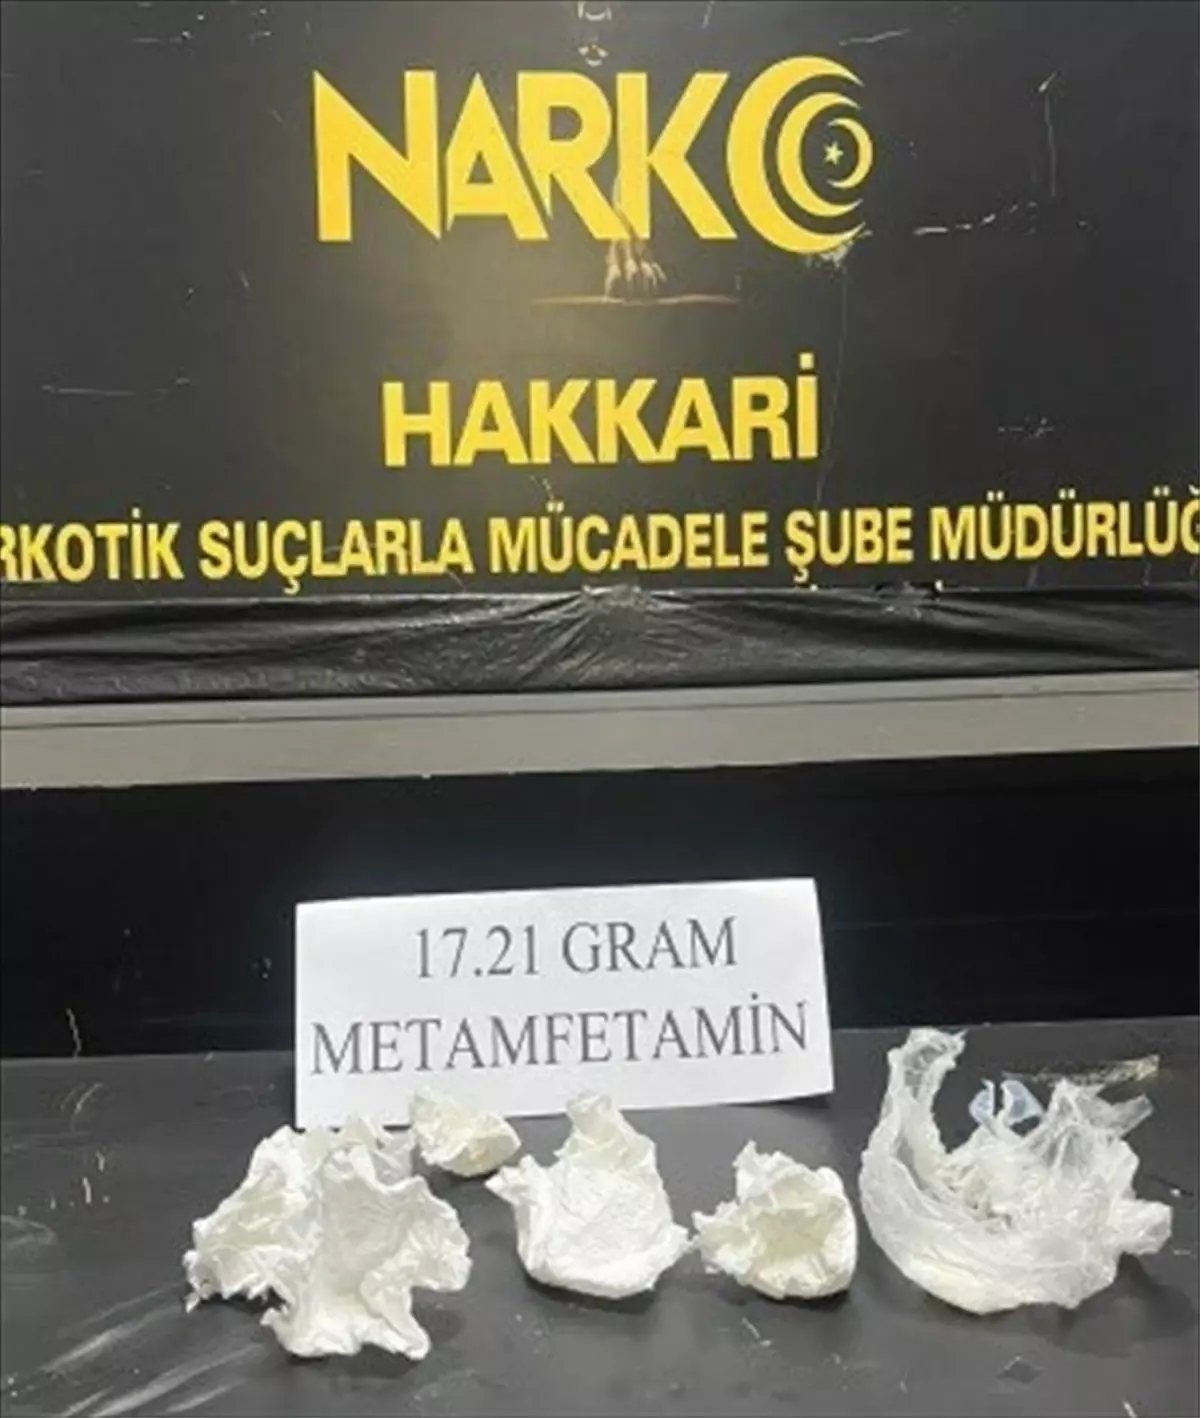 NARKO
HAKKARİ
RKOTİK SUÇLARLA MÜCADELE ŞUBE MÜDÜRLÜĞ
17.21 GRAM
METAMFETAMİN